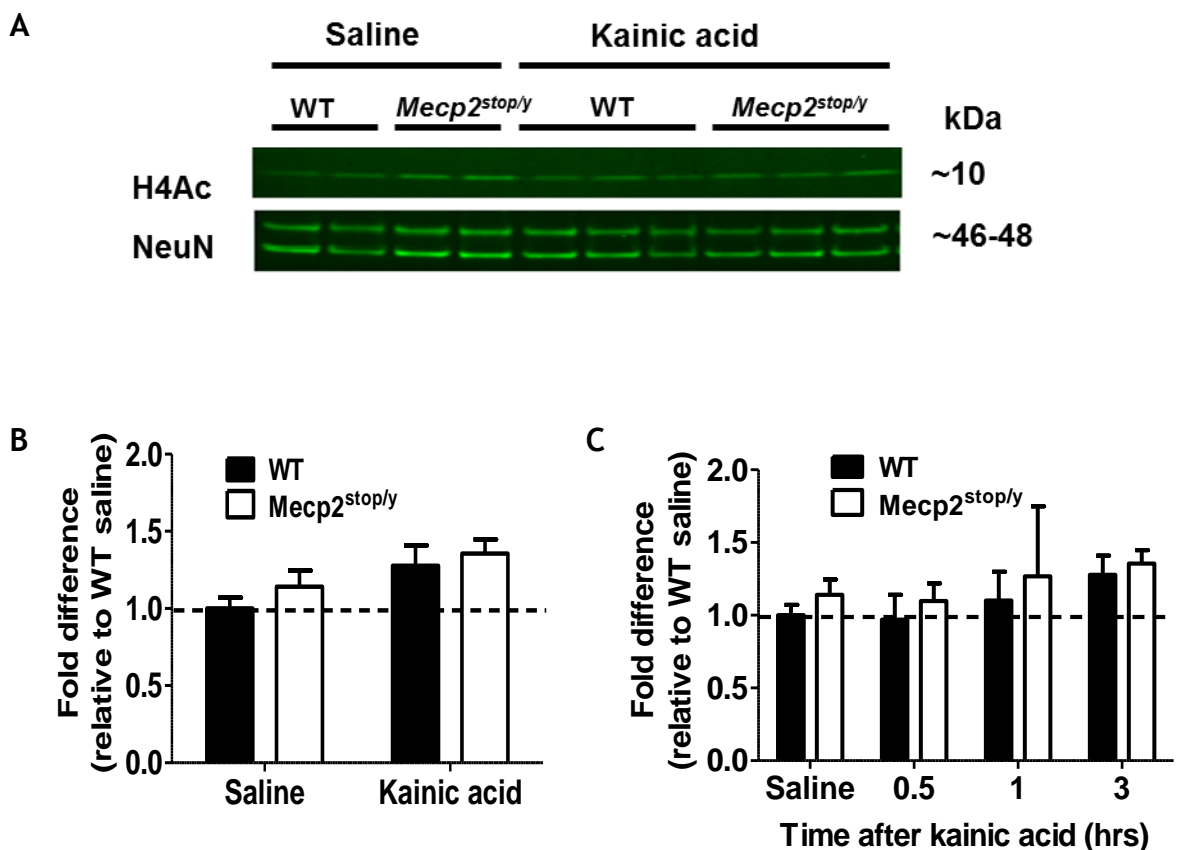 A
Saline Kainic acid
WT Mecp2stop/y WT Mecp2stop/y kDa
H4Ac ~10
NeuN ~46-48
B
Fold difference
(relative to WT saline)
2.0
1.5
1.0
0.5
0.0
WT
Mecp2stop/y
Saline Kainic acid
C
Fold difference
(relative to WT saline)
2.0
1.5
1.0
0.5
0.0
WT
Mecp2stop/y
Saline 0.5 1 3
Time after kainic acid (hrs)